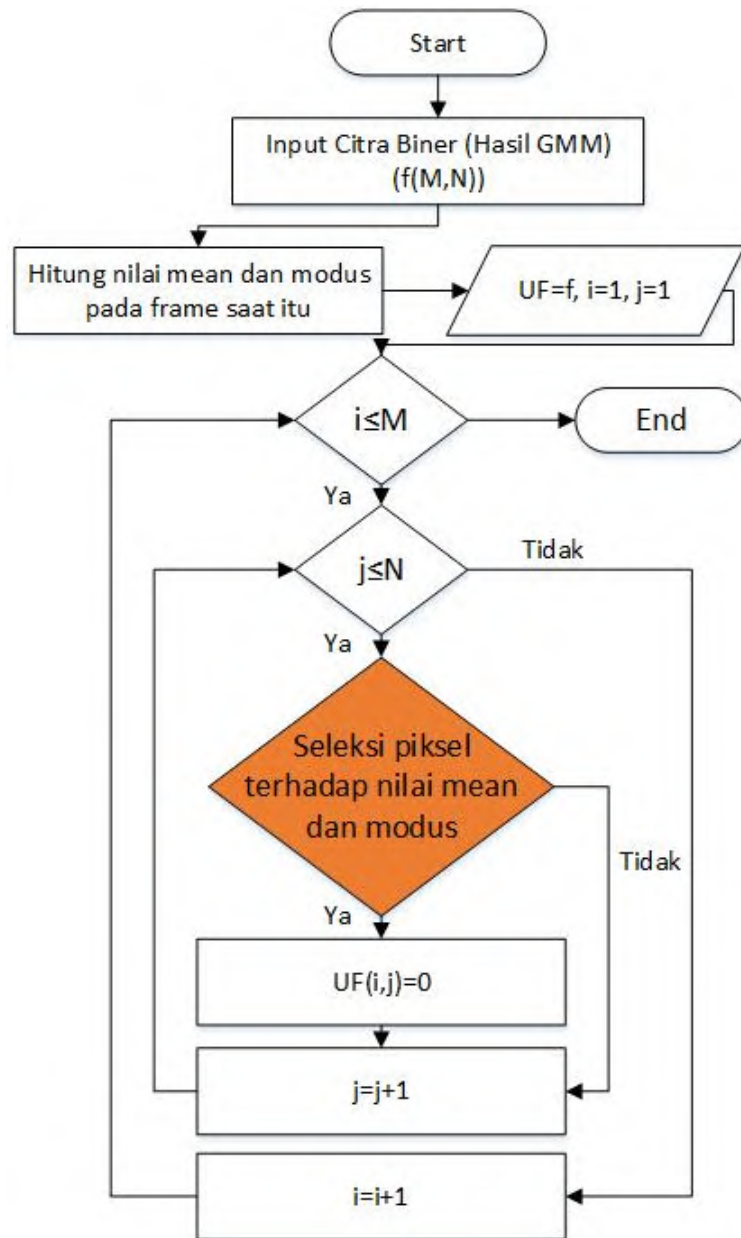 Start
Input Citra Biner (Hasil GMM)
(f(M,N))
Hitung nilai mean dan modus
pada frame saat itu
UF=f, i=1, j=1
i≤M
End
Ya
j≤N
Tidak
Ya
Seleksi piksel
terhadap nilai mean
dan modus
Tidak
Ya
UF(i,j)=0
j=j+1
i=i+1